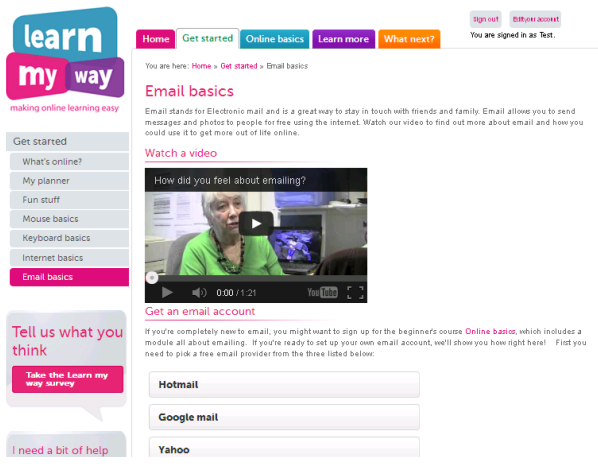 learn
my way
making online learning easy
Sign out Edit your account
You are signed in as Test.
Home Get started Online basics Learn more What next?
You are here: Home » Get started » Email basics
Get started
What's online?
My planner
Fun stuff
Mouse basics
Keyboard basics
Internet basics
Email basics
Tell us what you
think
Take the Learn my
way survey
I need a bit of help
Email basics
Email stands for Electronic mail and is a great way to stay in touch with friends and family. Email allows you to send
messages and photos to people for free using the internet. Watch our video to find out more about email and how you
could use it to get more out of life online.
Watch a video
How did you feel about emailing?
0:00 / 1:21 YouTube
Get an email account
If you're completely new to email, you might want to sign up for the beginner's course Online basics, which includes a
module all about emailing. If you're ready to set up your own email account, we'll show you how right here! First you
need to pick a free email provider from the three listed below:
Hotmail
Google mail
Yahoo